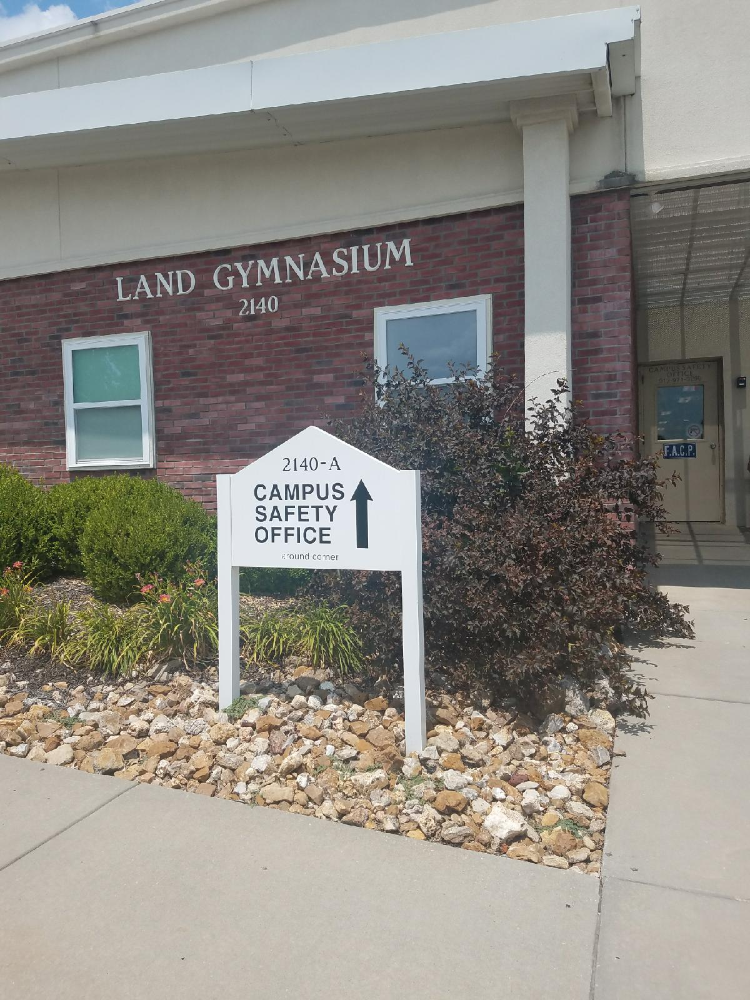 LAND GYMNASIUM
2140
2140-A
CAMPUS
SAFETY
OFFICE
around corner
CAMPUS SAFETY
OFFICE
F.A.C.P.